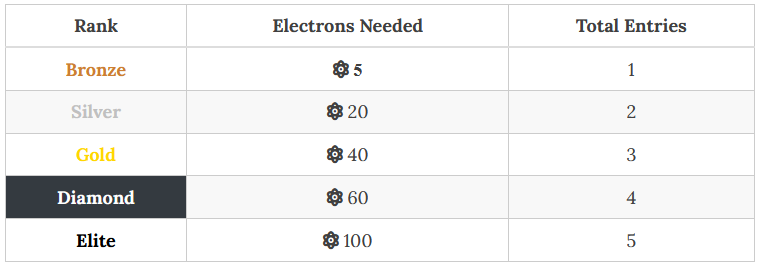 Rank Electrons Needed Total Entries
Bronze 5 1
Silver 20 2
Gold 40 3
Diamond 60 4
Elite 100 5